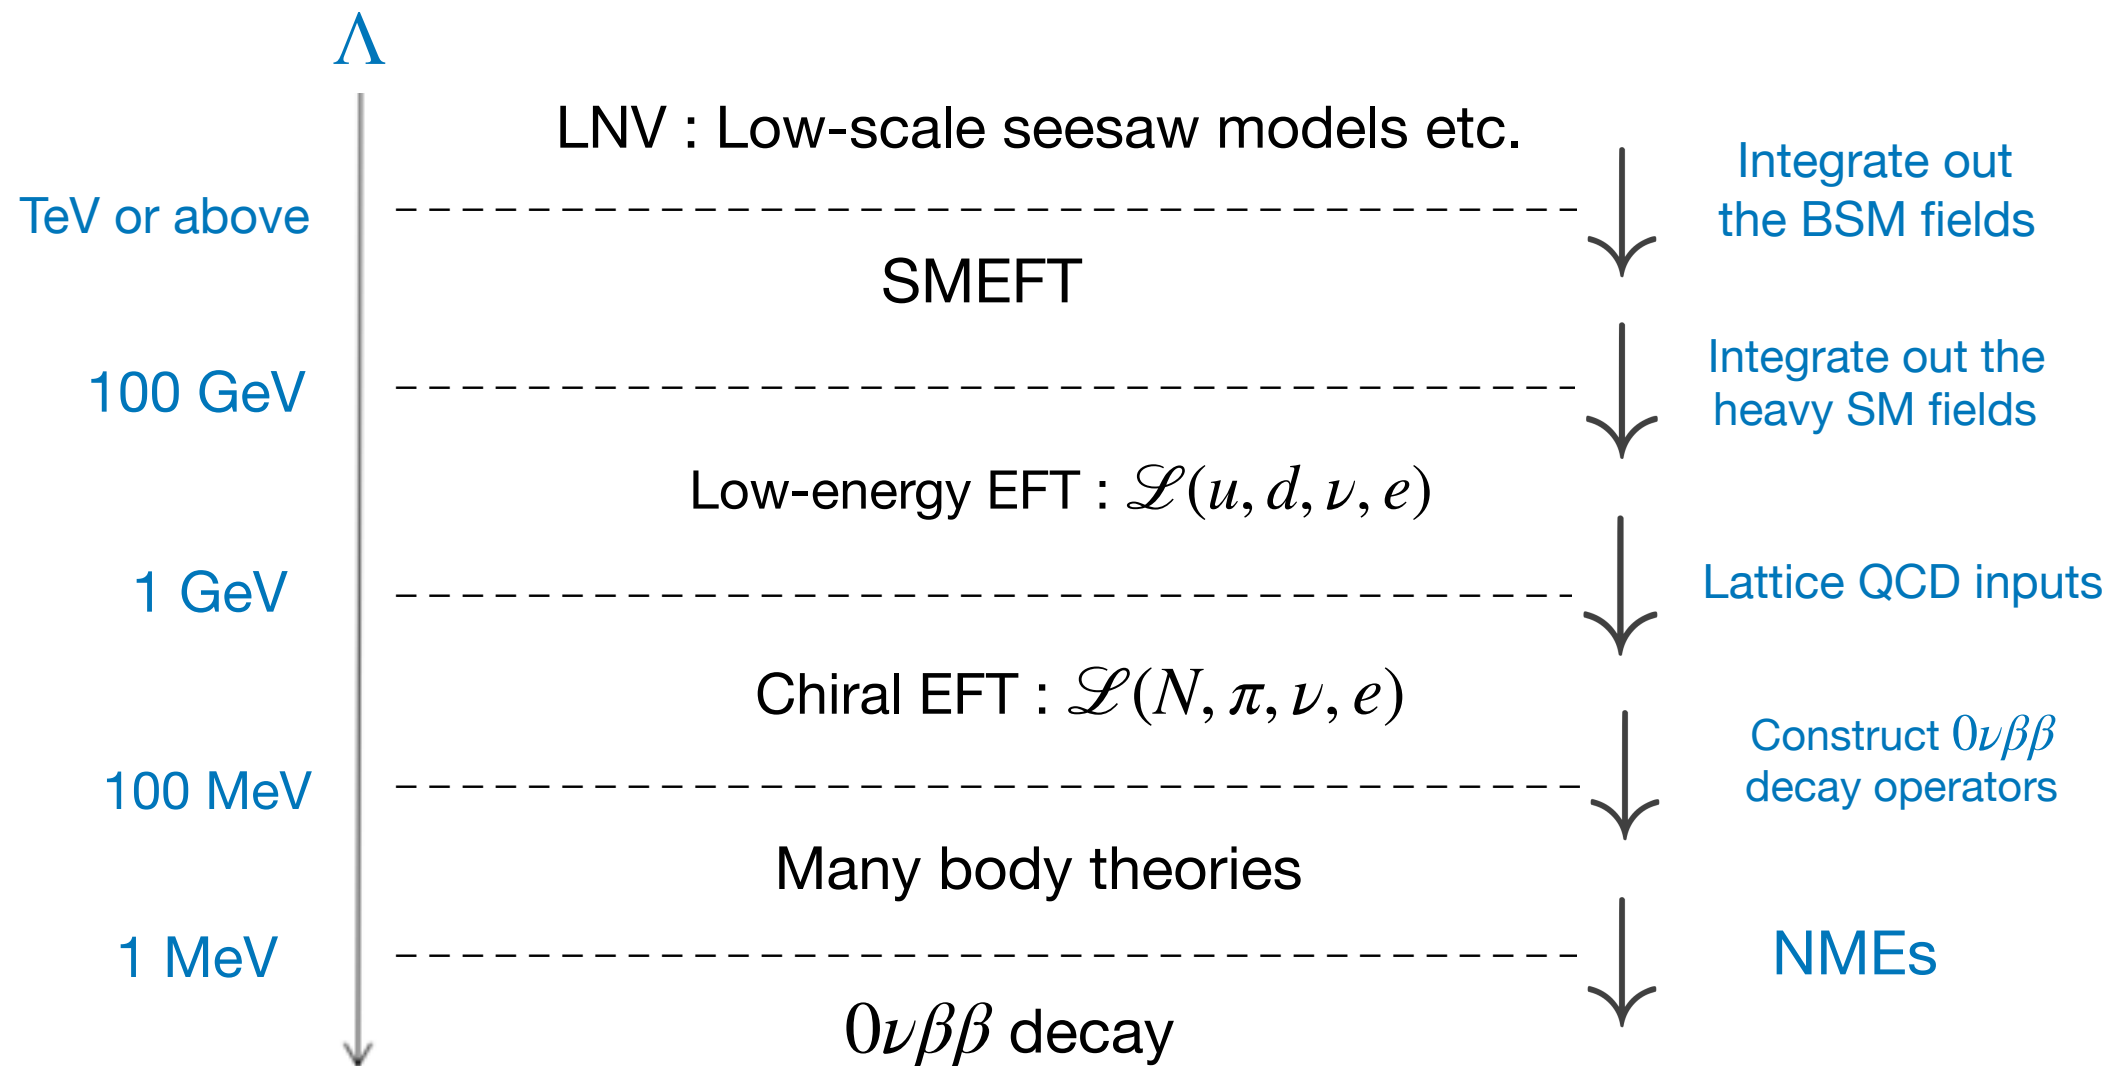 Λ
LNV : Low-scale seesaw models etc.
Integrate out
the BSM fields
TeV or above
SMEFT
Integrate out the
heavy SM fields
100 GeV
Low-energy EFT : ℒ(u, d, ν, e)
Lattice QCD inputs
1 GeV
Chiral EFT : ℒ(N, π, ν, e)
Construct 0νββ
decay operators
100 MeV
Many body theories
NMEs
1 MeV
0νββ decay